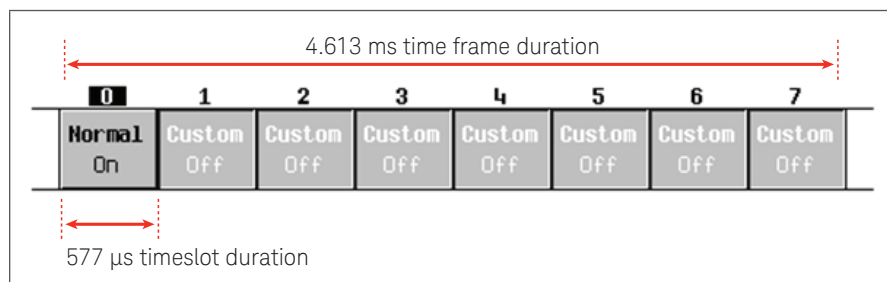 4.613 ms time frame duration
0 1 2 3 4 5 6 7
Normal Custom Custom Custom Custom Custom Custom Custom
On Off Off Off Off Off Off Off
577 µs timeslot duration